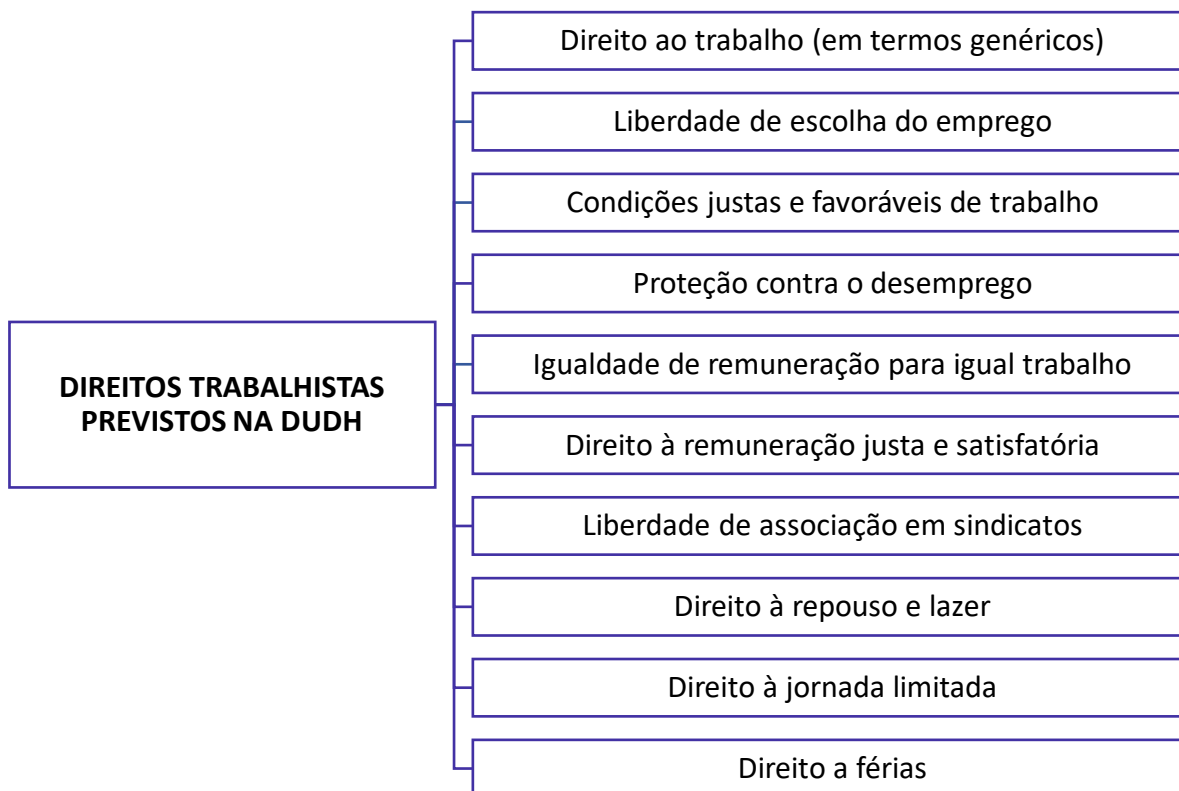 Direito ao trabalho (em termos genéricos)
Liberdade de escolha do emprego
Condições justas e favoráveis de trabalho
Proteção contra o desemprego
Igualdade de remuneração para igual trabalho
DIREITOS TRABALHISTAS
PREVISTOS NA DUDH
Direito à remuneração justa e satisfatória
Liberdade de associação em sindicatos
Direito à repouso e lazer
Direito à jornada limitada
Direito a férias